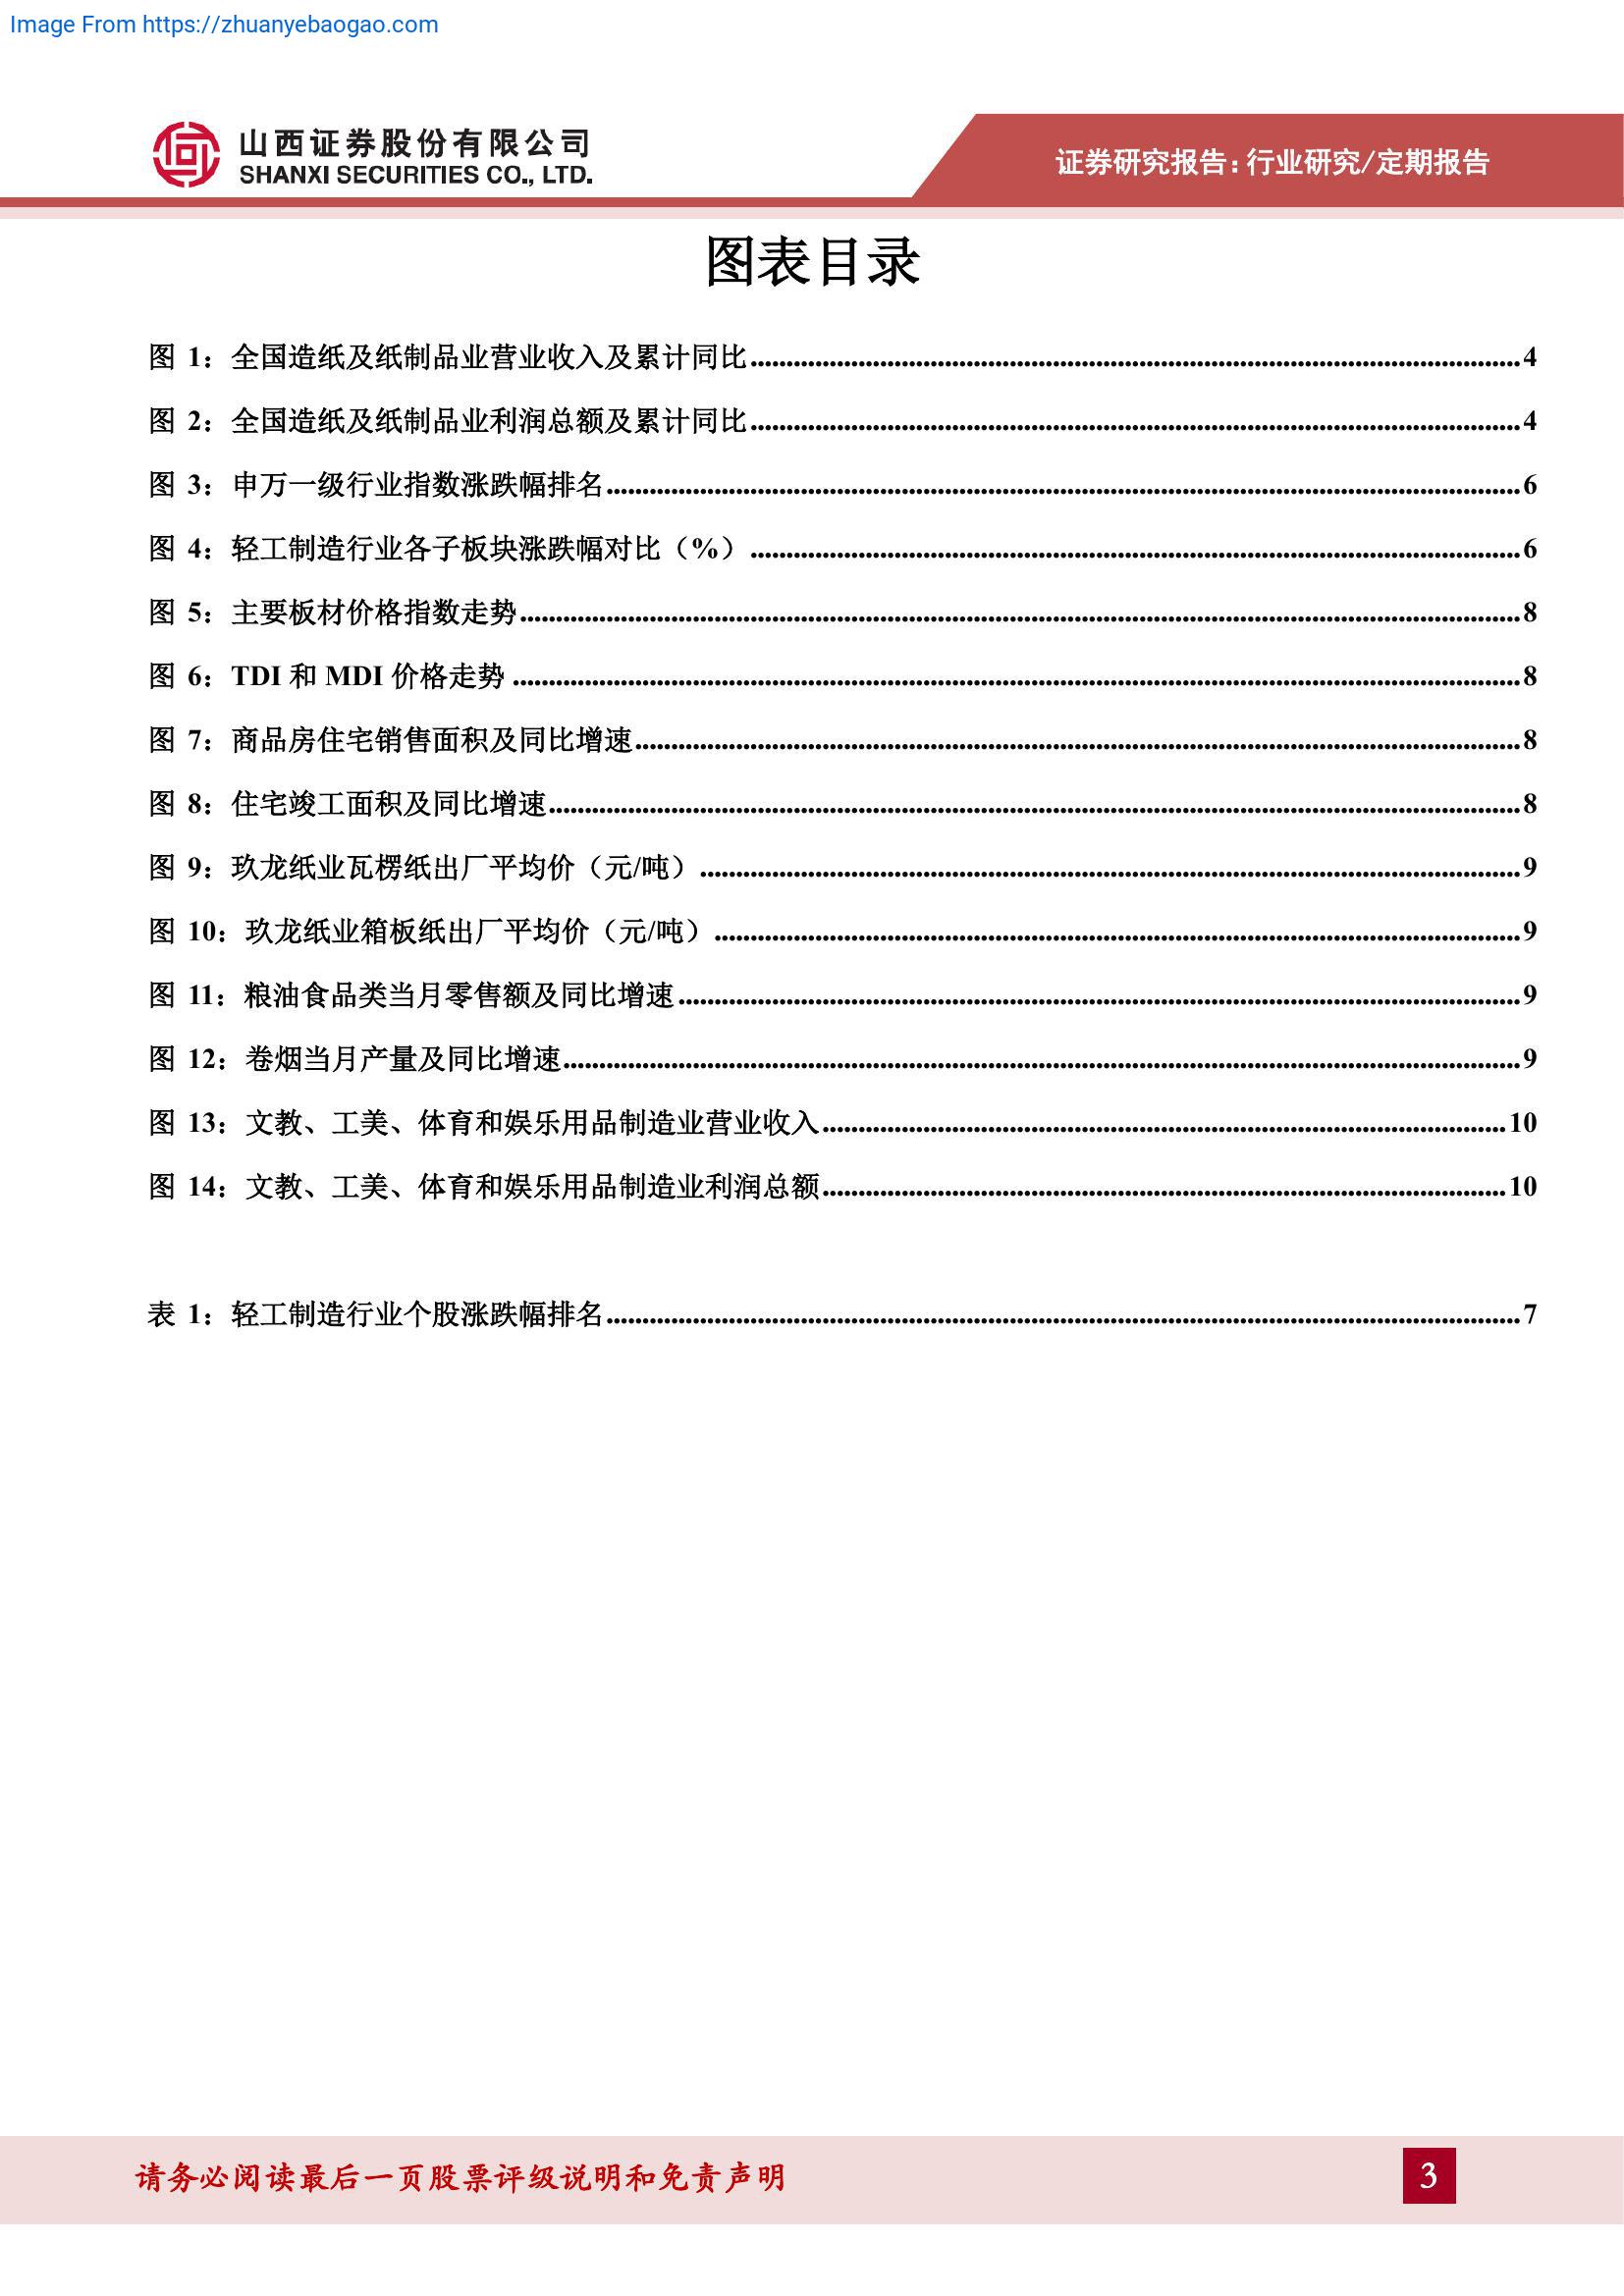 Image From https://zhuanyebaogao.com
山西证券股份有限公司
SHANXI SECURITIES CO., LTD.
证券研究报告：行业研究/定期报告
图表目录
图 1：全国造纸及纸制品业营业收入及累计同比 4
图 2：全国造纸及纸制品业利润总额及累计同比 4
图 3：申万一级行业指数涨跌幅排名 6
图 4：轻工制造行业各子板块涨跌幅对比（%） 6
图 5：主要板材价格指数走势 8
图 6：TDI 和 MDI 价格走势 8
图 7：商品房住宅销售面积及同比增速 8
图 8：住宅竣工面积及同比增速 8
图 9：玖龙纸业瓦楞纸出厂平均价（元/吨） 9
图 10：玖龙纸业箱板纸出厂平均价（元/吨） 9
图 11：粮油食品类当月零售额及同比增速 9
图 12：卷烟当月产量及同比增速 9
图 13：文教、工美、体育和娱乐用品制造业营业收入 10
图 14：文教、工美、体育和娱乐用品制造业利润总额 10
表 1：轻工制造行业个股涨跌幅排名 7
请务必阅读最后一页股票评级说明和免责声明
3